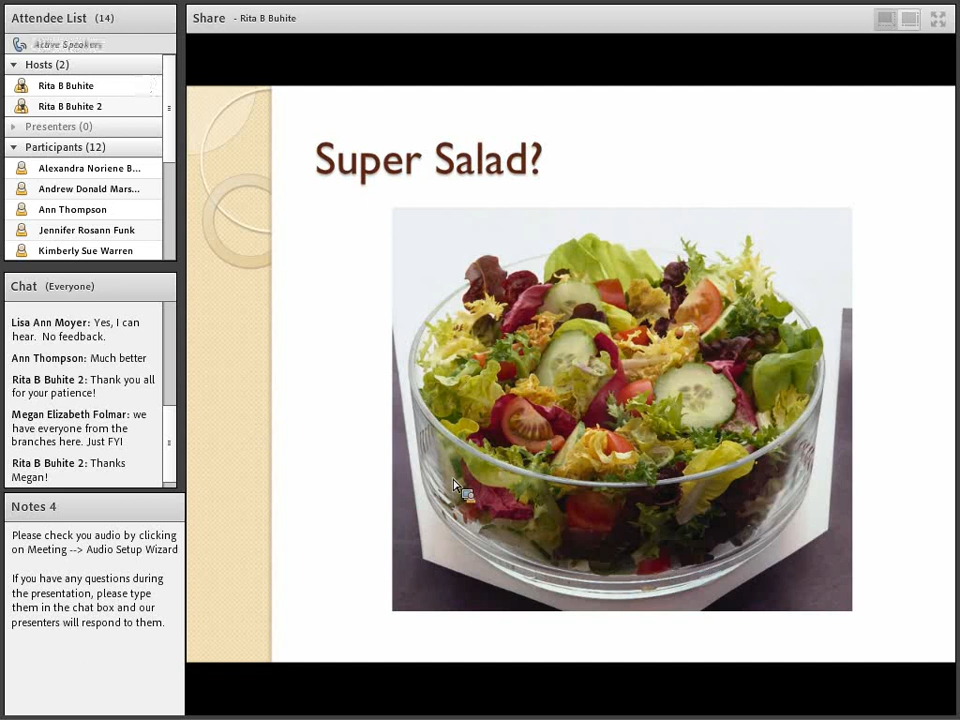 Attendee List (14)
Active Speakers
Hosts (2)
Rita B Buhite
Rita B Buhite 2
Presenters (0)
Participants (12)
Alexandra Noriene B...
Andrew Donald Mars...
Ann Thompson
Jennifer Rosann Funk
Kimberly Sue Warren
Chat (Everyone)
Lisa Ann Moyer: Yes, I can
hear. No feedback.
Ann Thompson: Much better
Rita B Buhite 2: Thank you all
for your patience!
Megan Elizabeth Folmar: we
have everyone from the
branches here. Just FYI
Rita B Buhite 2: Thanks
Megan!
Notes 4
Please check you audio by clicking
on Meeting --> Audio Setup Wizard
If you have any questions during
the presentation, please type
them in the chat box and our
presenters will respond to them.
Share - Rita B Buhite
Super Salad?